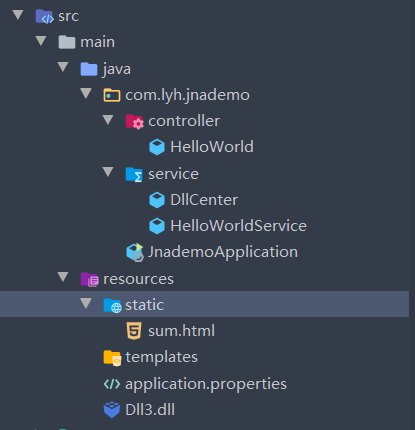 src
main
java
com.lyh.jnademo
controller
HelloWorld
service
DllCenter
HelloWorldService
JnademoApplication
resources
static
sum.html
templates
application.properties
Dll3.dll